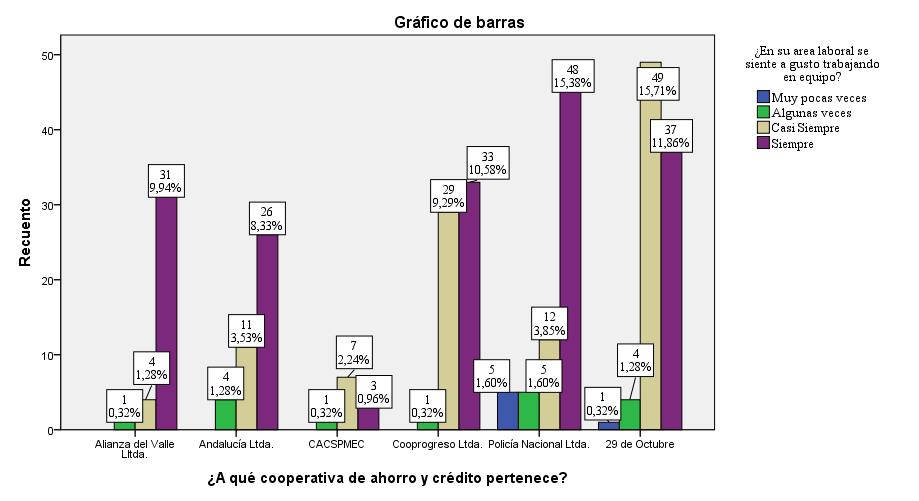 Gráfico de barras
¿En su area laboral se
siente a gusto trabajando
en equipo?
Muy pocas veces
Algunas veces
Casi Siempre
Siempre
Recuento
50
40
30
20
10
0
1
0,32%
4
1,28%
31
9,94%
4
1,28%
11
3,53%
26
8,33%
1
0,32%
7
2,24%
3
0,96%
1
0,32%
29
9,29%
33
10,58%
5
1,60%
5
1,60%
12
3,85%
48
15,38%
1
0,32%
4
1,28%
49
15,71%
37
11,86%
Alianza del Valle
Lltda.
Andalucía Ltda.
CACSPMEC
Cooprogreso Ltda.
Policía Nacional Ltda.
29 de Octubre
¿A qué cooperativa de ahorro y crédito pertenece?